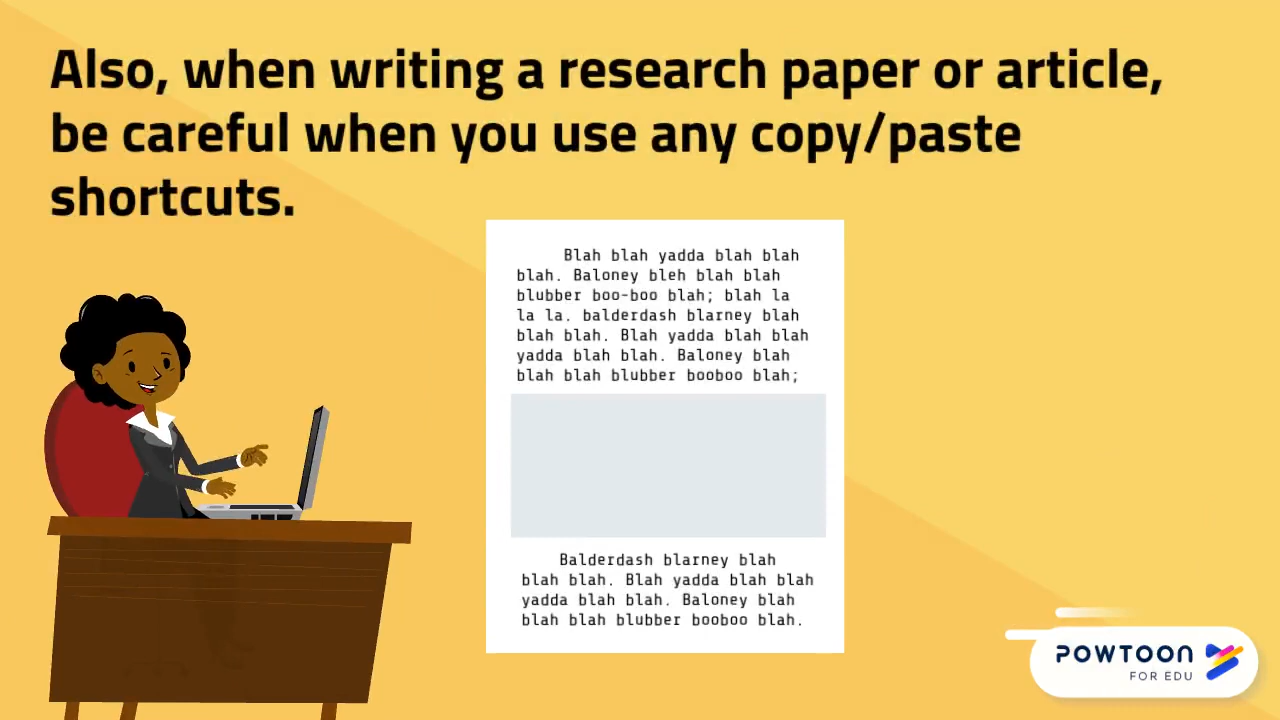 Also, when writing a research paper or article,
be careful when you use any copy/paste
shortcuts.
Blah blah yadda blah blah
blah. Baloney bleh blah blah
blubber boo-boo blah; blah la
la la. balderdash blarney blah
blah blah. Blah yadda blah blah
yadda blah blah. Baloney blah
blah blah blubber booboo blah;
Balderdash blarney blah
blah blah. Blah yadda blah blah
yadda blah blah. Baloney blah
blah blah blubber booboo blah.
POWTOON
FOR EDU